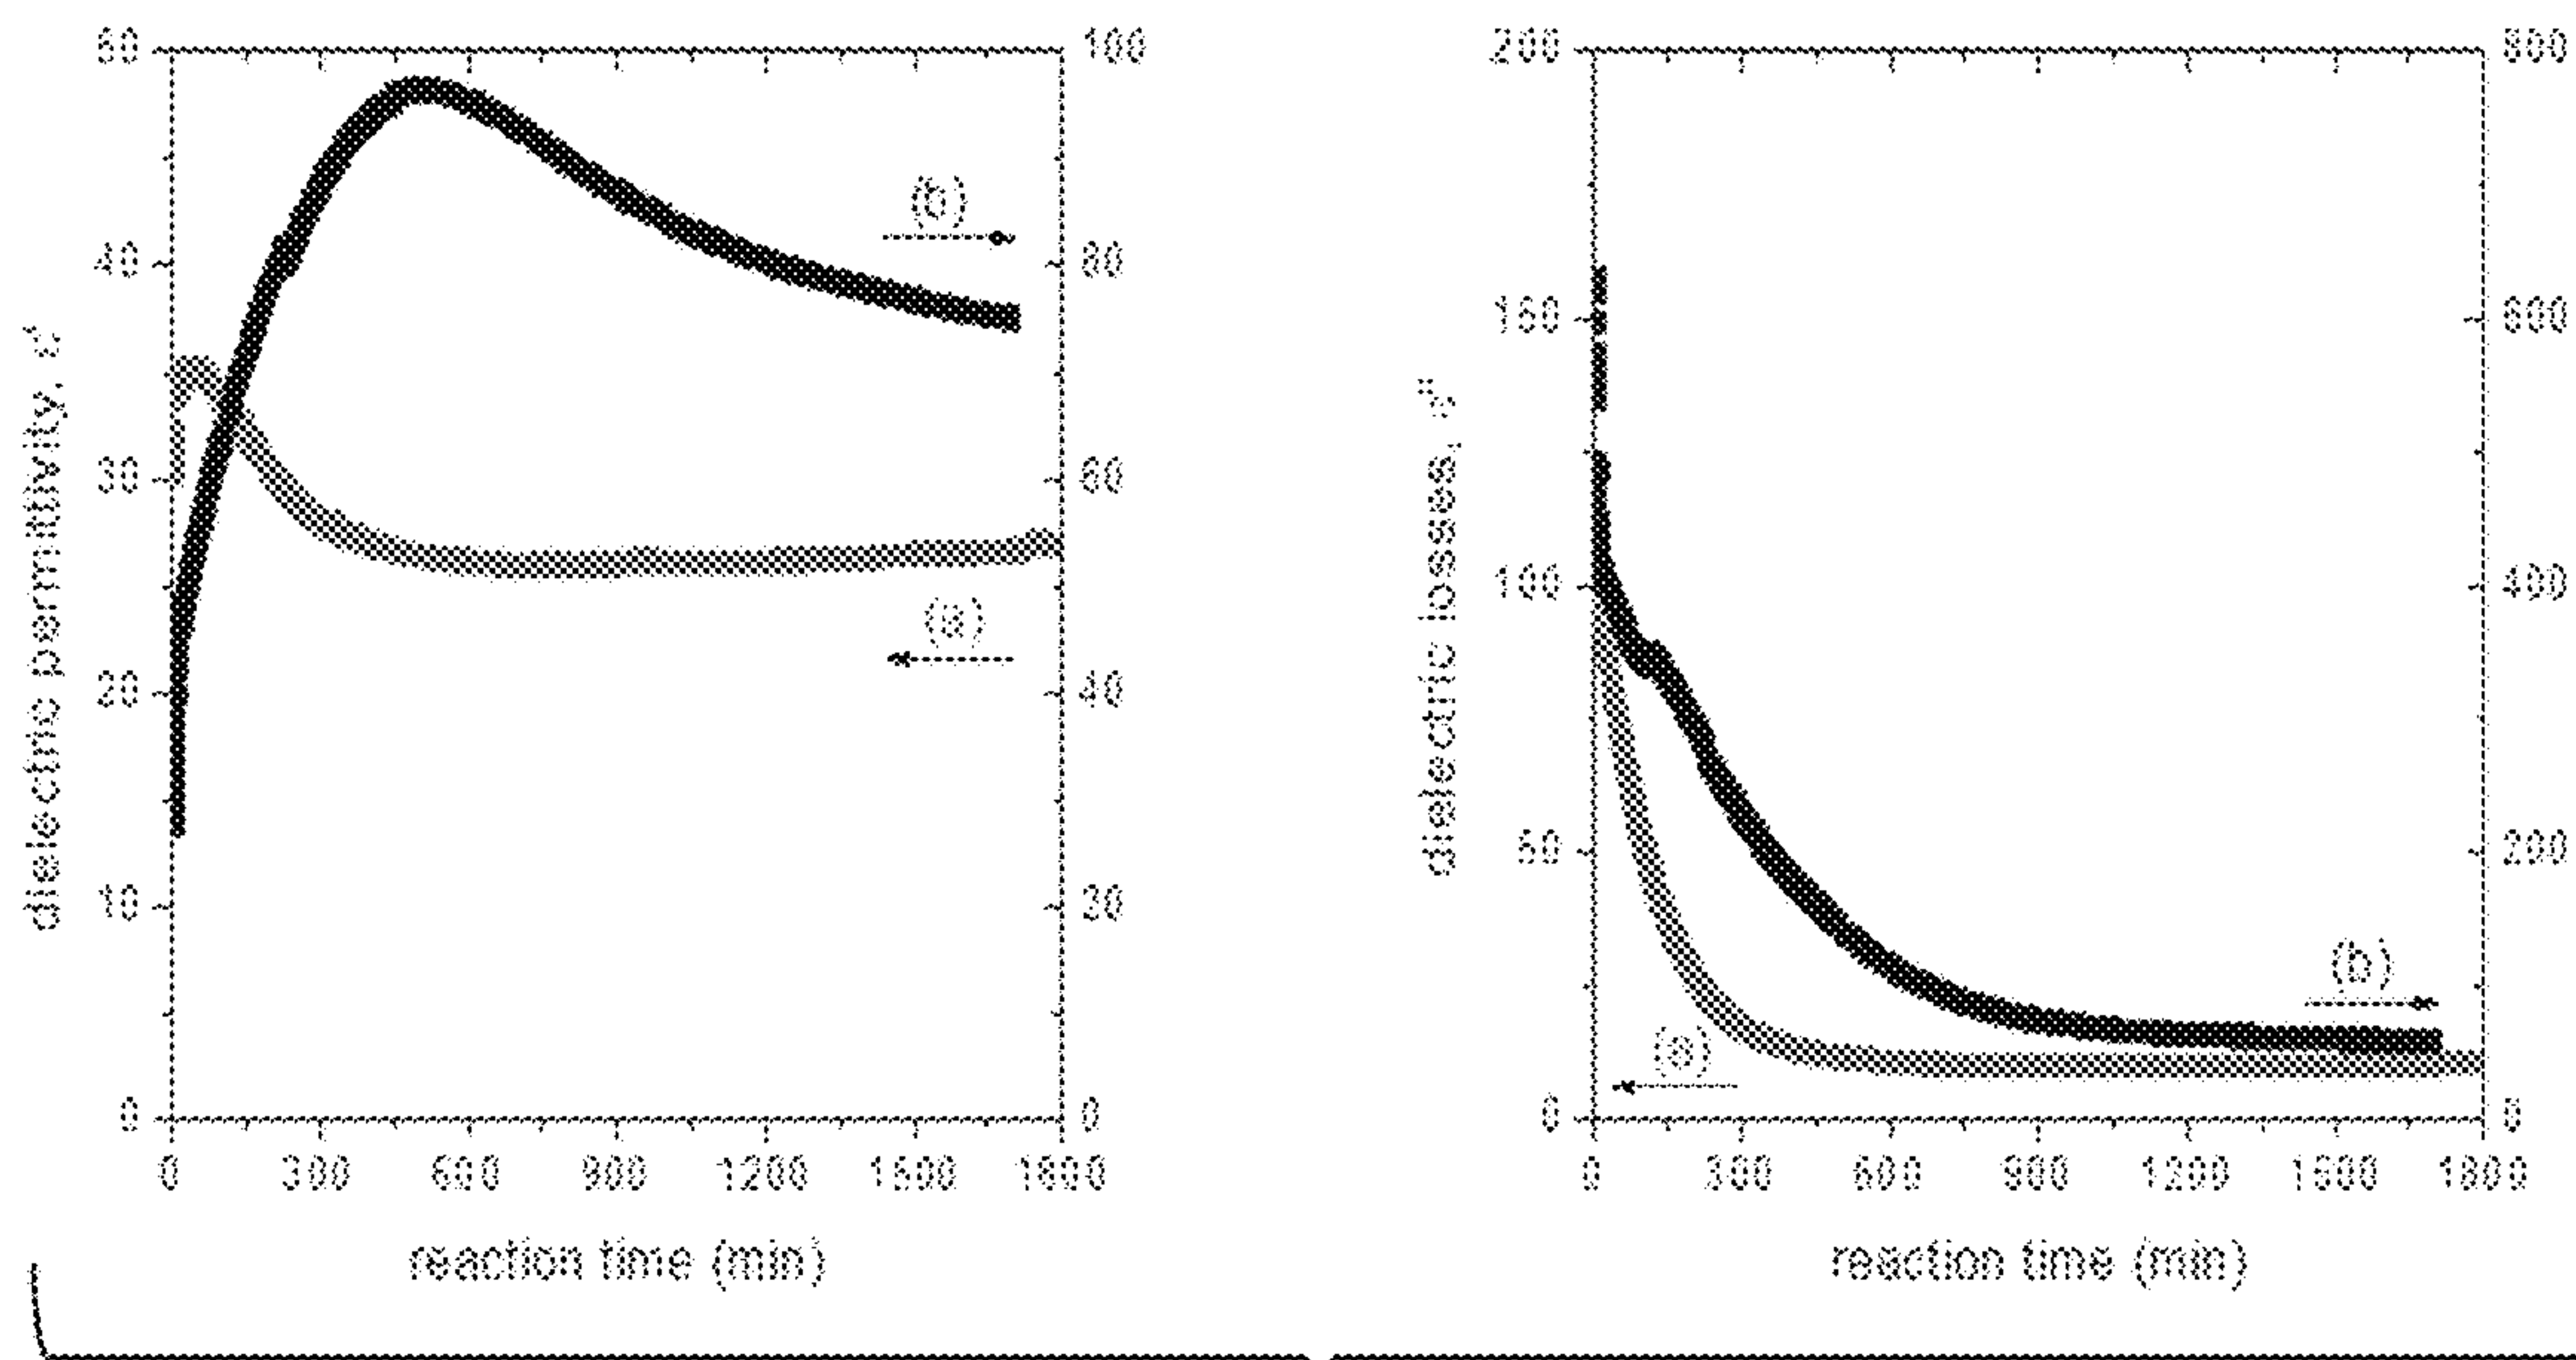 50
40
30
20
10
0
100
80
60
40
20
0
0 300 600 900 1200 1500 1800
dielectric permittivity, ε'
reaction time (min)
(b)
(a)
200
150
100
50
0
800
600
400
200
0
0 300 600 900 1200 1500 1800
dielectric losses, ε"
reaction time (min)
(b)
(a)